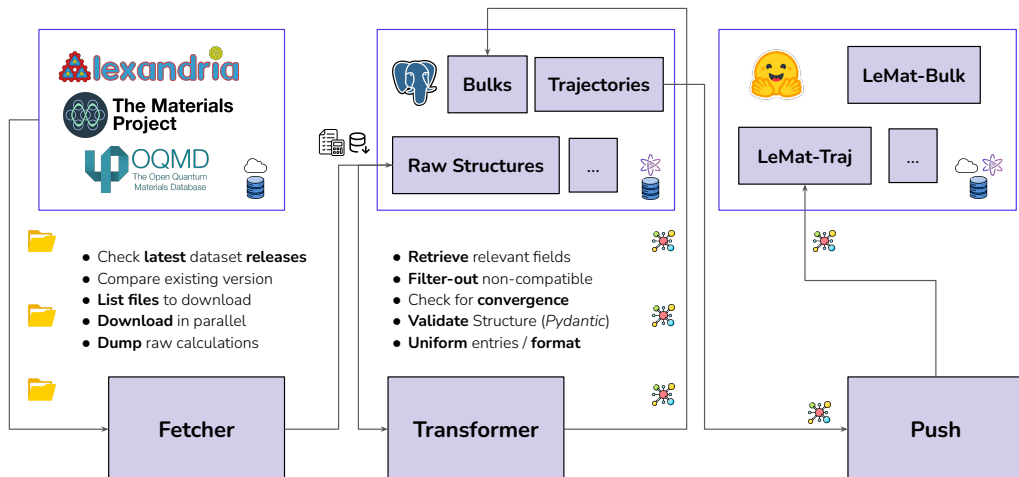 Alexandria
The Materials
Project
OQMD
The Open Quantum
Materials Database
Bulks
Trajectories
Raw Structures
...
LeMat-Bulk
LeMat-Traj
...
● Check latest dataset releases
● Compare existing version
● List files to download
● Download in parallel
● Dump raw calculations
● Retrieve relevant fields
● Filter-out non-compatible
● Check for convergence
● Validate Structure (Pydantic)
● Uniform entries / format
Fetcher
Transformer
Push